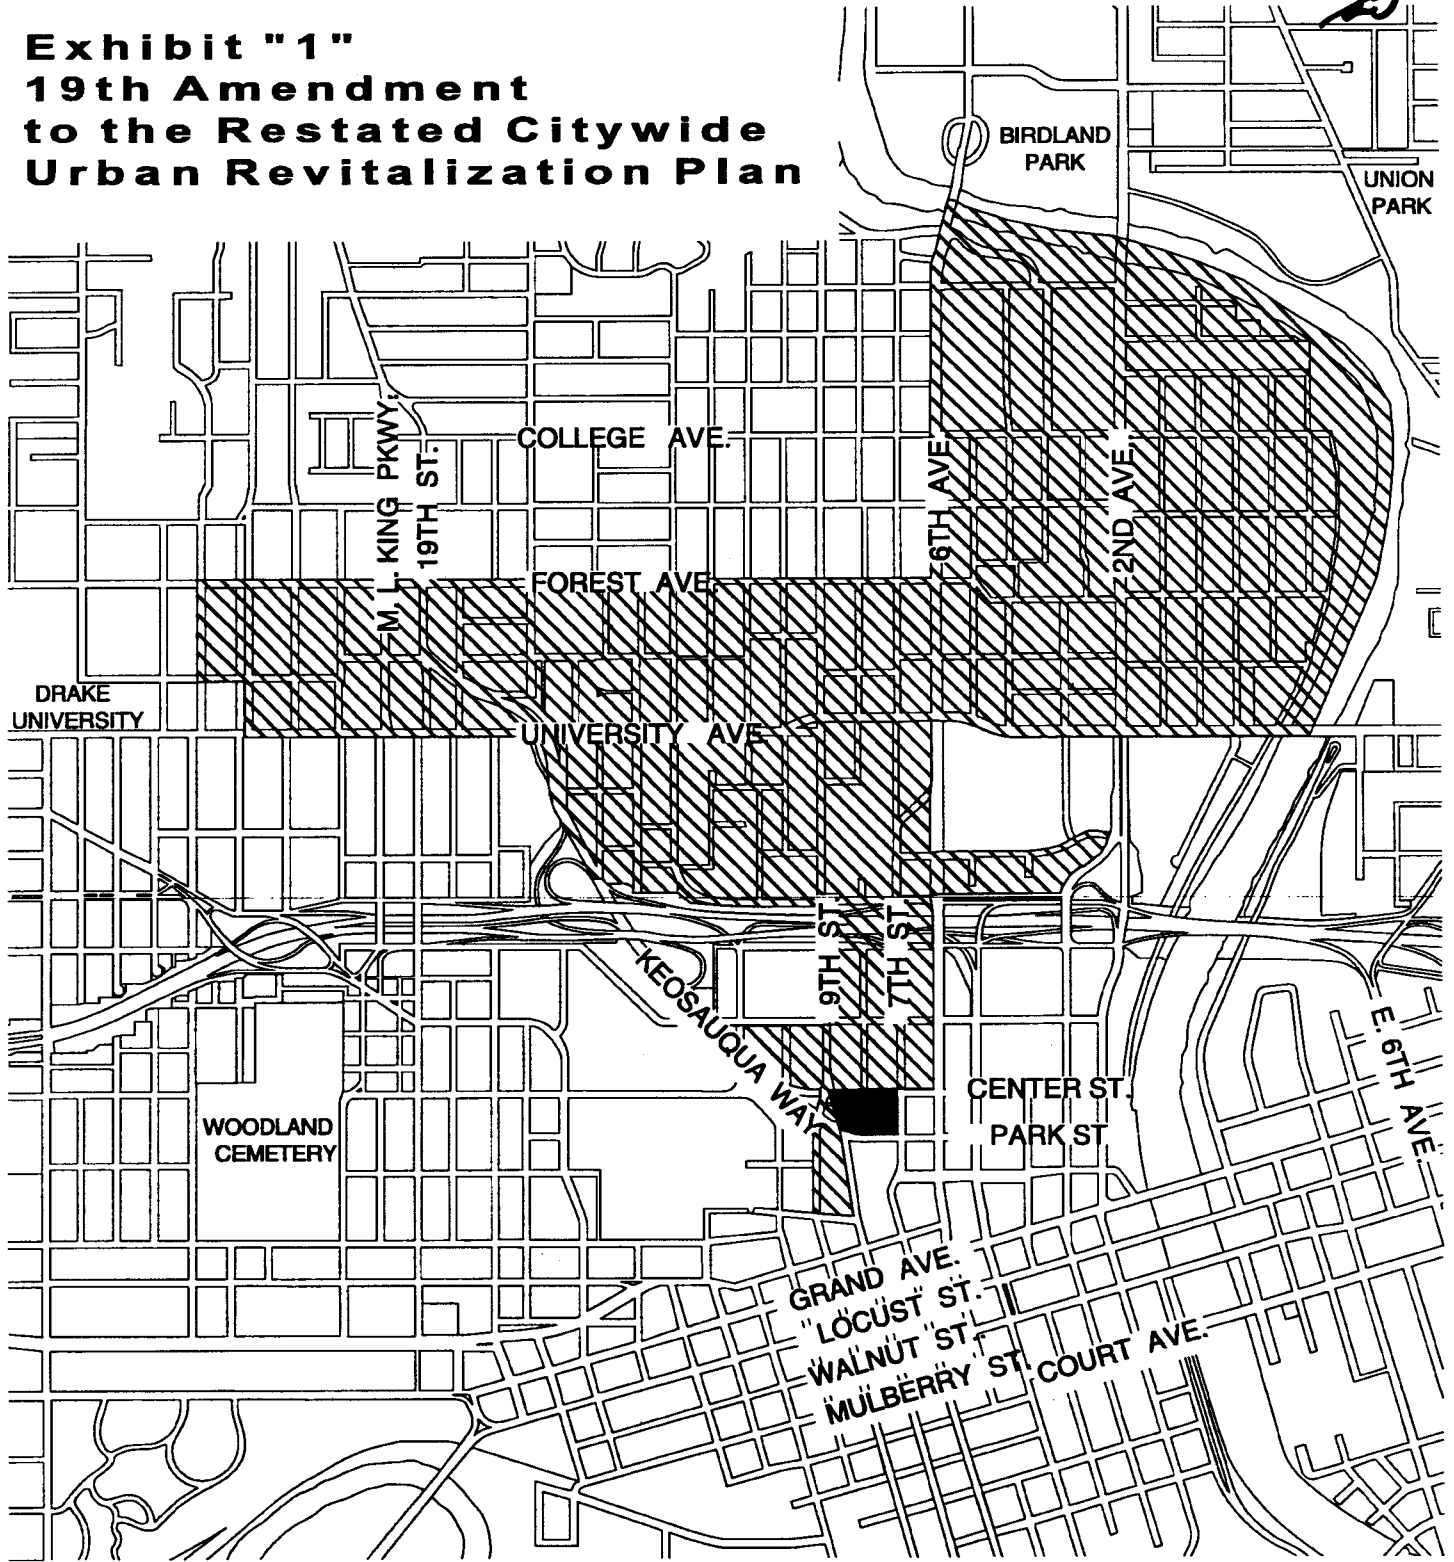 Exhibit "1"
19th Amendment
to the Restated Citywide
Urban Revitalization Plan
BIRDLAND
PARK
UNION
PARK
M. L. KING PKWY.
19TH ST.
COLLEGE AVE.
6TH AVE.
2ND AVE.
FOREST AVE.
DRAKE
UNIVERSITY
UNIVERSITY AVE.
9TH ST
7TH ST
KEOSAUQUA WAY
E. 6TH AVE.
CENTER ST.
PARK ST
WOODLAND
CEMETERY
GRAND AVE.
LOCUST ST.
WALNUT ST.
MULBERRY ST.
COURT AVE.